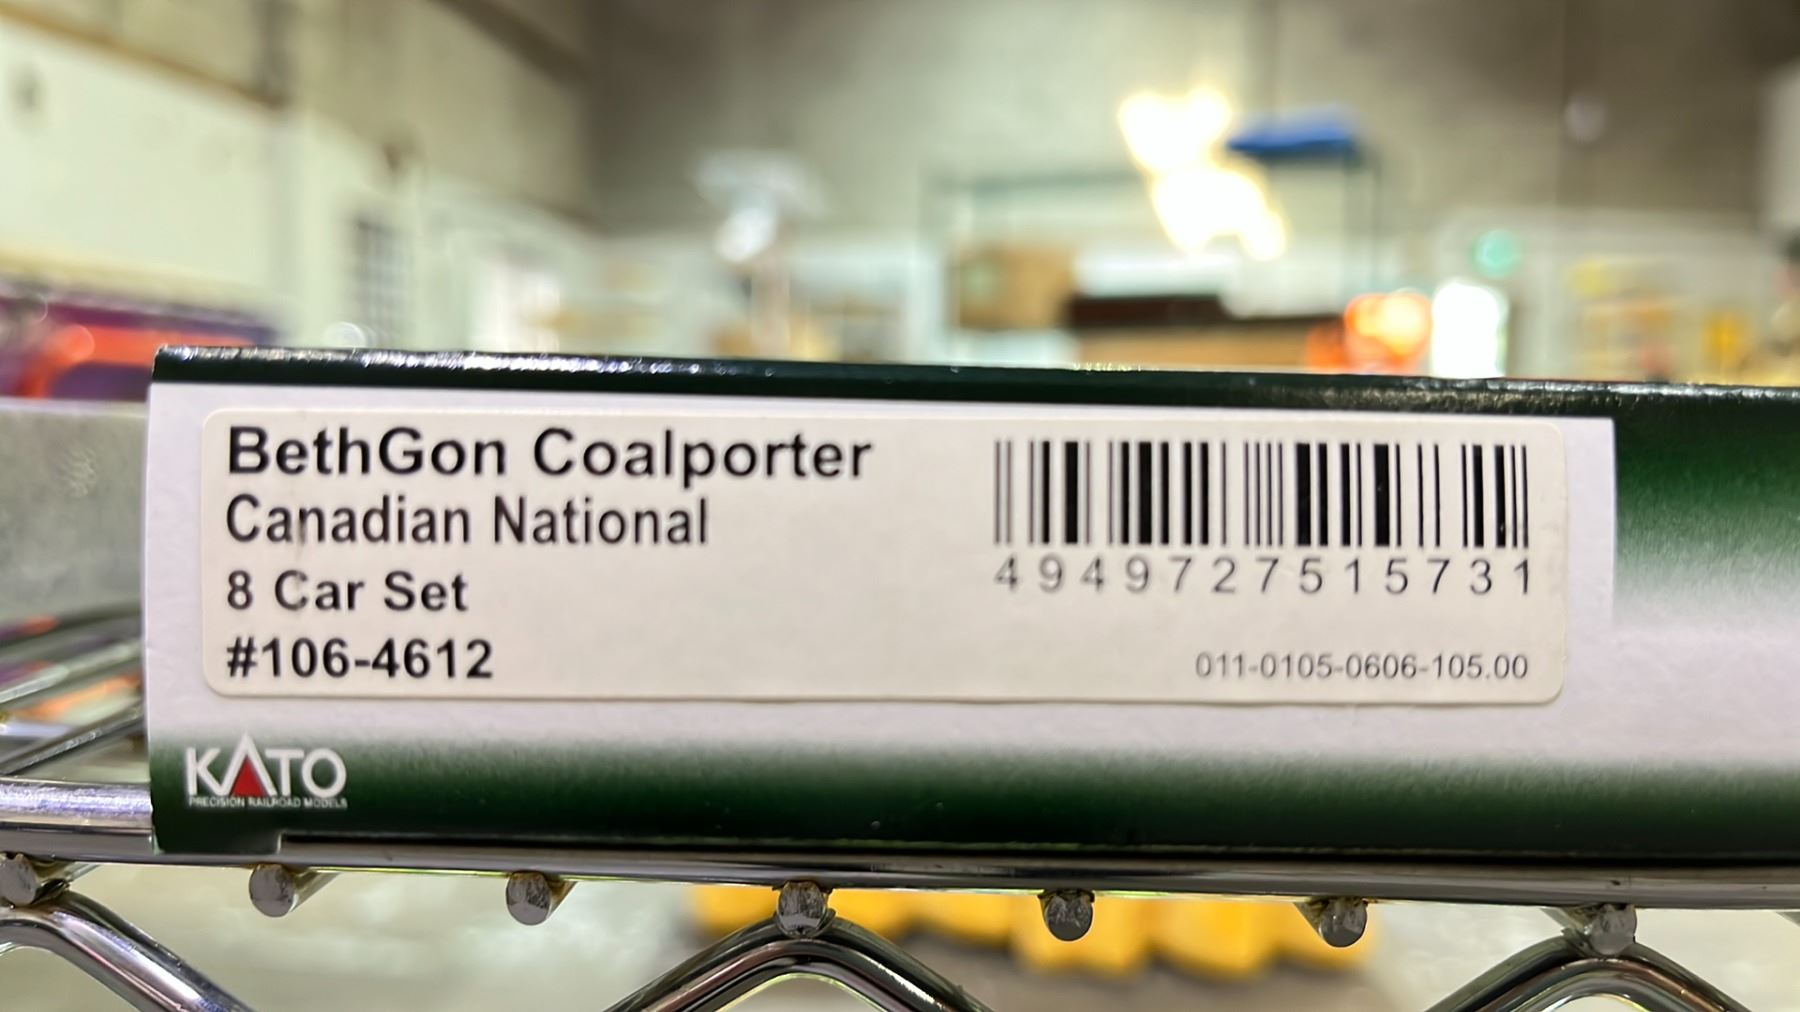 BethGon Coalporter
Canadian National
8 Car Set
#106-4612
4949727515731
011-0105-0606-105.00
KATO
PRECISION RAILROAD MODELS